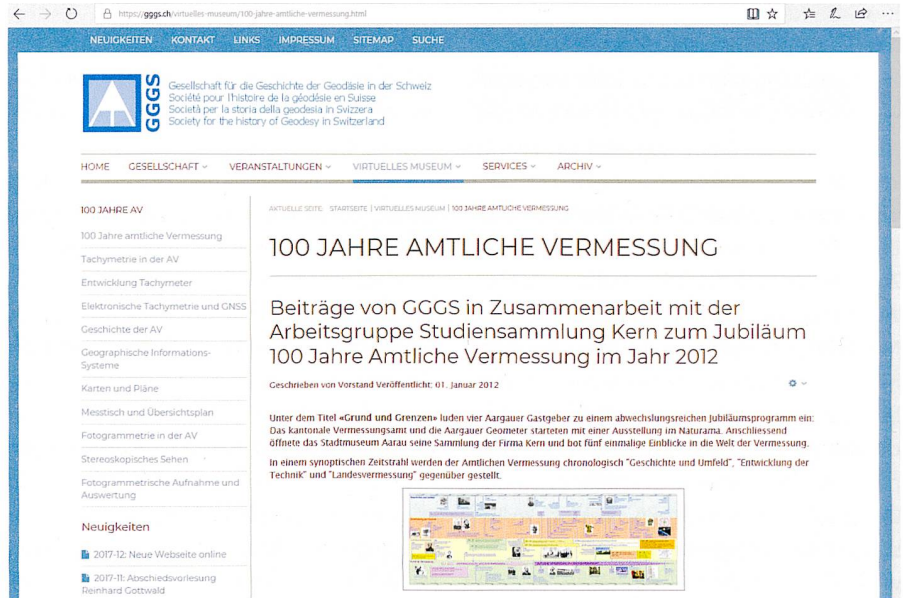 https://gggs.ch/virtuelles-museum/100-jahre-amtliche-vermessung.html
NEUIGKEITEN KONTAKT LINKS IMPRESSUM SITEMAP SUCHE
GGGS
Gesellschaft für die Geschichte der Geodäsie in der Schweiz
Société pour l'histoire de la géodésie en Suisse
Società per la storia della geodesia in Svizzera
Society for the history of Geodesy in Switzerland
HOME GESELLSCHAFT VERANSTALTUNGEN VIRTUELLES MUSEUM SERVICES ARCHIV
100 JAHRE AV
100 Jahre amtliche Vermessung
Tachymetrie in der AV
Entwicklung Tachymeter
Elektronische Tachymetrie und GNSS
Geschichte der AV
Geographische Informations-
Systeme
Karten und Pläne
Messtisch und Übersichtsplan
Fotogrammetrie in der AV
Stereoskopisches Sehen
Fotogrammetrische Aufnahme und
Auswertung
Neuigkeiten
2017-12: Neue Webseite online
2017-11: Abschiedsvorlesung
Reinhard Gottwald
AKTUELLE SEITE: STARTSEITE | VIRTUELLES MUSEUM | 100 JAHRE AMTLICHE VERMESSUNG
100 JAHRE AMTLICHE VERMESSUNG
Beiträge von GGGS in Zusammenarbeit mit der
Arbeitsgruppe Studiensammlung Kern zum Jubiläum
100 Jahre Amtliche Vermessung im Jahr 2012
Geschrieben von Vorstand Veröffentlicht: 01. Januar 2012
Unter dem Titel «Grund und Grenzen» luden vier Aargauer Gastgeber zu einem abwechslungsreichen Jubiläumsprogramm ein:
Das kantonale Vermessungsamt und die Aargauer Geometer starteten mit einer Ausstellung im Naturama. Anschliessend
öffnete das Stadtmuseum Aarau seine Sammlung der Firma Kern und bot fünf einmalige Einblicke in die Welt der Vermessung.
In einem synoptischen Zeitstrahl werden der Amtlichen Vermessung chronologisch "Geschichte und Umfeld", "Entwicklung der
Technik" und "Landesvermessung" gegenüber gestellt.